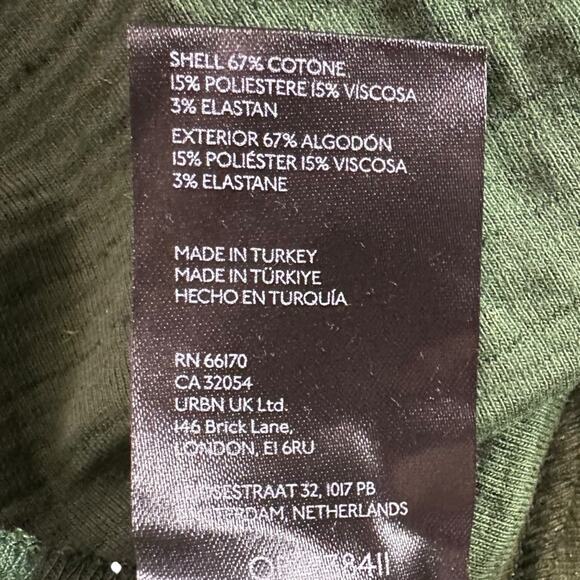 SHELL 67% COTONE
15% POLIESTERE 15% VISCOSA
3% ELASTAN
EXTERIOR 67% ALGODÓN
15% POLIÉSTER 15% VISCOSA
3% ELASTANE
MADE IN TURKEY
MADE IN TÜRKIYE
HECHO EN TURQUÍA
RN 66170
CA 32054
URBN UK Ltd.
146 Brick Lane,
LONDON, E1 6RU
32, 1017 PB
NETHERLANDS